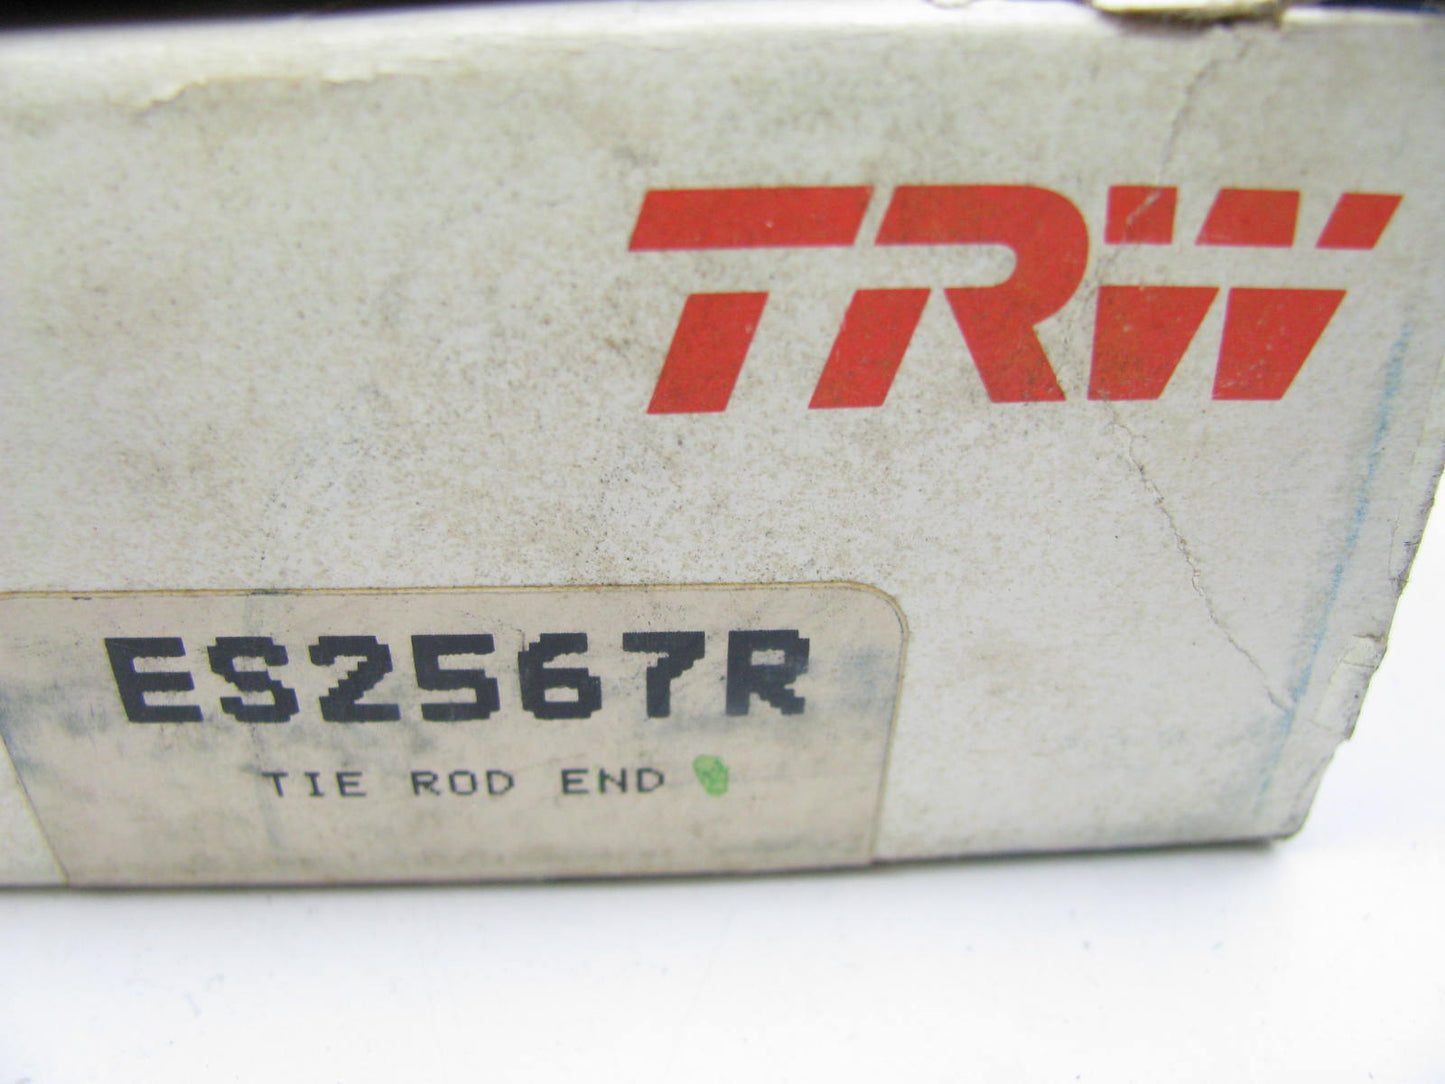 TRW
ES2567R
TIE ROD END